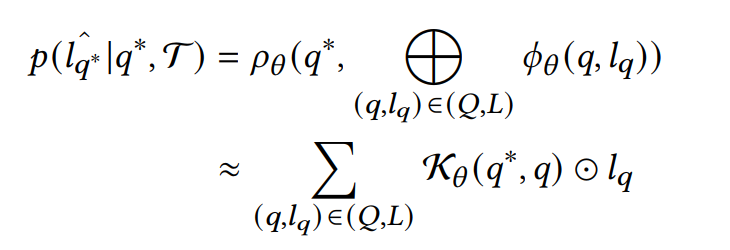 p(l̂_{q*}|q*, 𝒯) = ρ_θ(q*, ⨁_{(q,l_q)∈(Q,L)} ϕ_θ(q, l_q))
≈ ∑_{(q,l_q)∈(Q,L)} 𝒦_θ(q*, q) ⊙ l_q